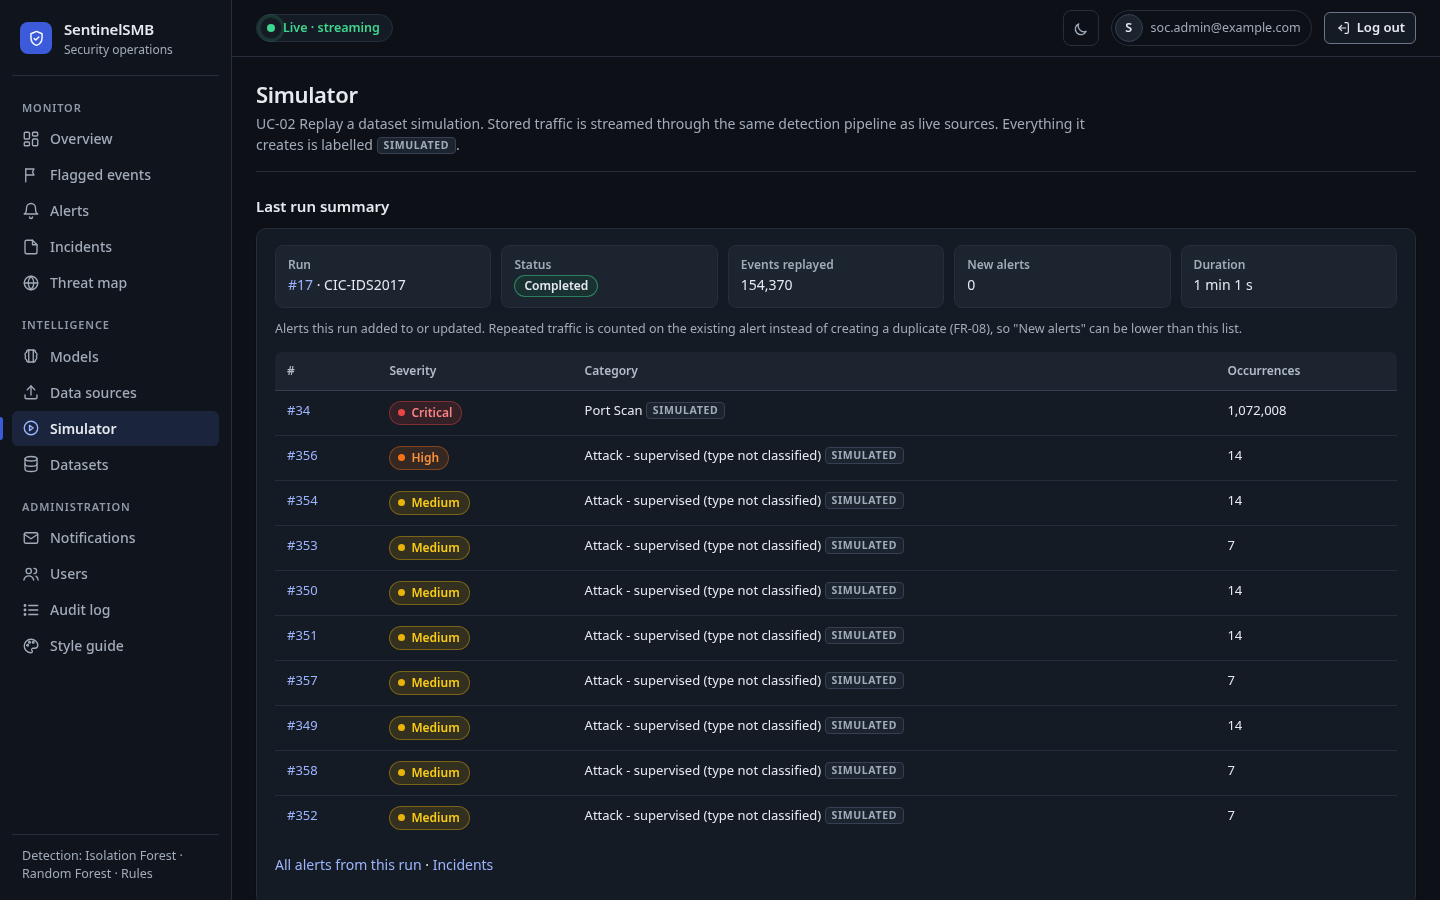 SentinelSMB
Security operations
MONITOR
Overview
Flagged events
Alerts
Incidents
Threat map
INTELLIGENCE
Models
Data sources
Simulator
Datasets
ADMINISTRATION
Notifications
Users
Audit log
Style guide
Detection: Isolation Forest ·
Random Forest · Rules
Live · streaming
S soc.admin@example.com
Log out
Simulator
UC-02 Replay a dataset simulation. Stored traffic is streamed through the same detection pipeline as live sources. Everything it
creates is labelled SIMULATED.
Last run summary
Run
#17 · CIC-IDS2017
Status
Completed
Events replayed
154,370
New alerts
0
Duration
1 min 1 s
Alerts this run added to or updated. Repeated traffic is counted on the existing alert instead of creating a duplicate (FR-08), so "New alerts" can be lower than this list.
# Severity Category Occurrences
#34 Critical Port Scan SIMULATED 1,072,008
#356 High Attack - supervised (type not classified) SIMULATED 14
#354 Medium Attack - supervised (type not classified) SIMULATED 14
#353 Medium Attack - supervised (type not classified) SIMULATED 7
#350 Medium Attack - supervised (type not classified) SIMULATED 14
#351 Medium Attack - supervised (type not classified) SIMULATED 14
#357 Medium Attack - supervised (type not classified) SIMULATED 7
#349 Medium Attack - supervised (type not classified) SIMULATED 14
#358 Medium Attack - supervised (type not classified) SIMULATED 7
#352 Medium Attack - supervised (type not classified) SIMULATED 7
All alerts from this run · Incidents